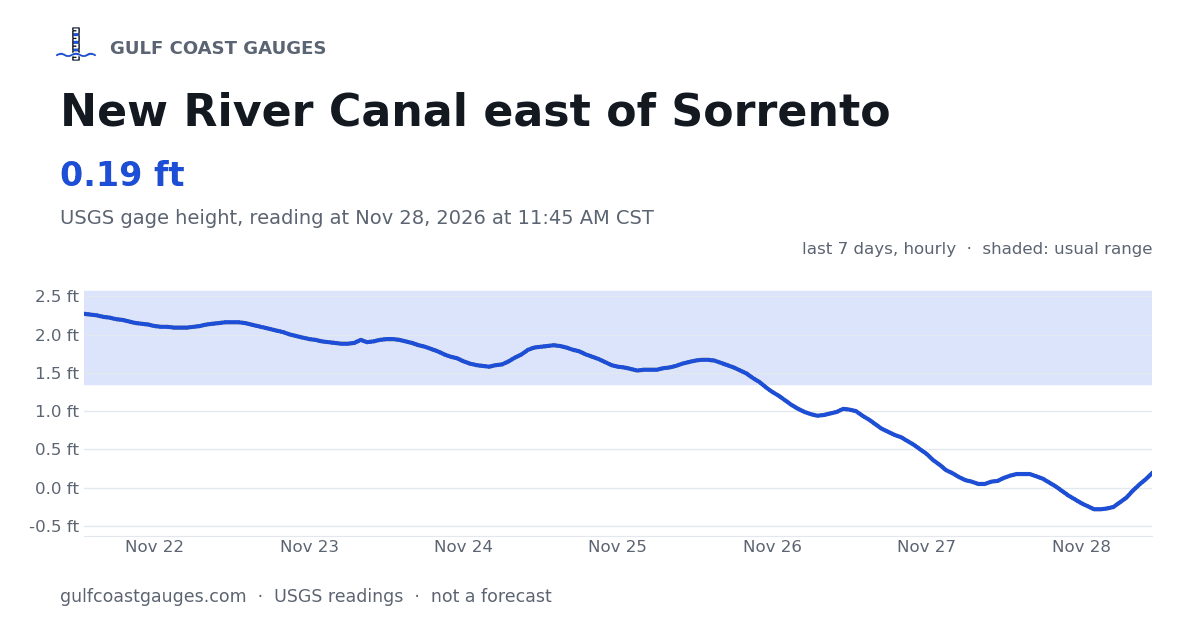 GULF COAST GAUGES
New River Canal east of Sorrento
0.19 ft
USGS gage height, reading at Nov 28, 2026 at 11:45 AM CST
last 7 days, hourly · shaded: usual range
2.5 ft
2.0 ft
1.5 ft
1.0 ft
0.5 ft
0.0 ft
-0.5 ft
Nov 22 Nov 23 Nov 24 Nov 25 Nov 26 Nov 27 Nov 28
gulfcoastgauges.com · USGS readings · not a forecast